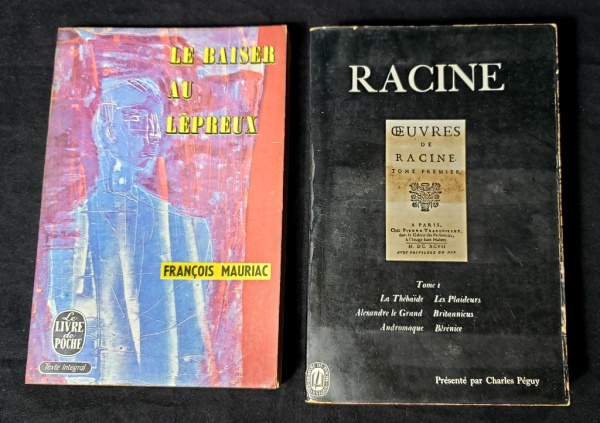 LE BAISER
AU
LÉPREUX
FRANÇOIS MAURIAC
Le
LIVRE
de
POCHE
Texte intégral
RACINE
ŒUVRES
DE
RACINE.
TOME PREMIER.
A PARIS,
M. DC. XCVII
AVEC PRIVILEGE DU ROY
Tome 1
La Thébaïde Les Plaideurs
Alexandre le Grand Britannicus
Andromaque Bérénice
Présenté par Charles Péguy